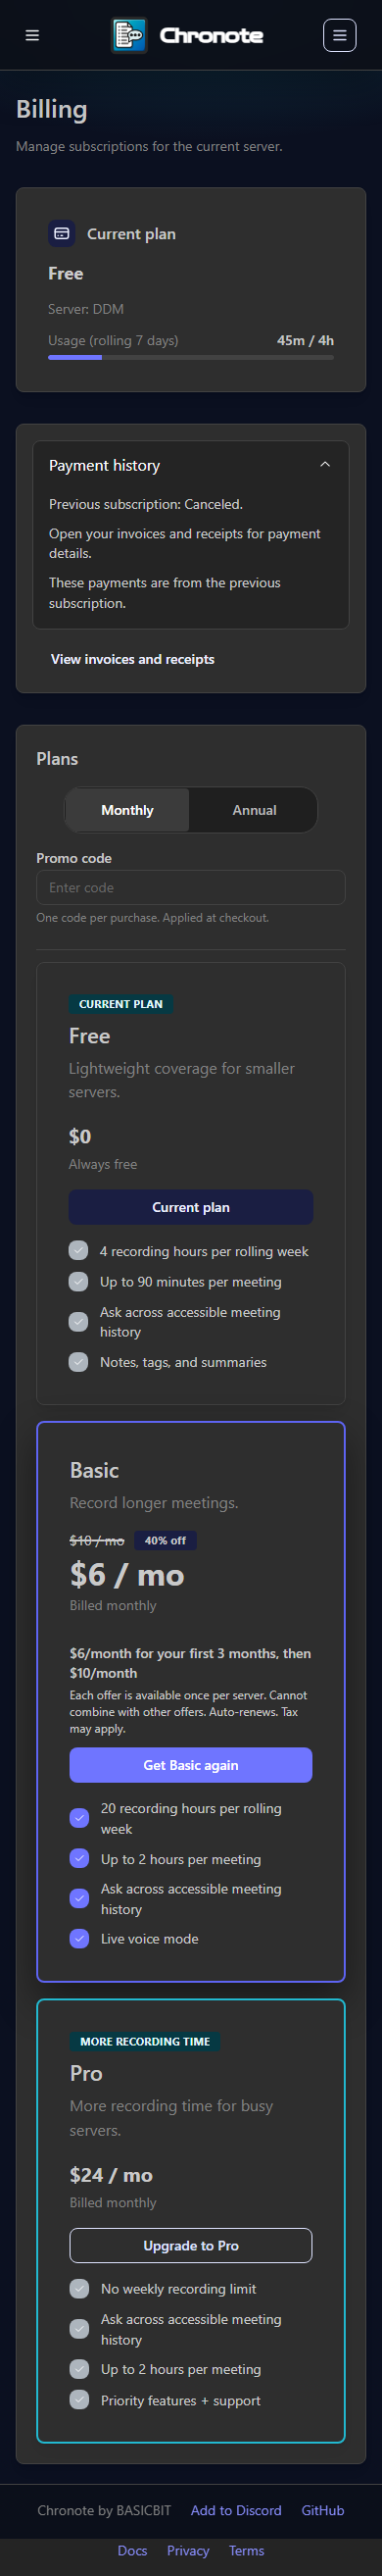 Chronote
Billing
Manage subscriptions for the current server.
Current plan
Free
Server: DDM
Usage (rolling 7 days) 45m / 4h
Payment history
Previous subscription: Canceled.
Open your invoices and receipts for payment
details.
These payments are from the previous
subscription.
View invoices and receipts
Plans
Monthly Annual
Promo code
Enter code
One code per purchase. Applied at checkout.
CURRENT PLAN
Free
Lightweight coverage for smaller
servers.
$0
Always free
Current plan
4 recording hours per rolling week
Up to 90 minutes per meeting
Ask across accessible meeting
history
Notes, tags, and summaries
Basic
Record longer meetings.
$10 / mo 40% off
$6 / mo
Billed monthly
$6/month for your first 3 months, then
$10/month
Each offer is available once per server. Cannot
combine with other offers. Auto-renews. Tax
may apply.
Get Basic again
20 recording hours per rolling
week
Up to 2 hours per meeting
Ask across accessible meeting
history
Live voice mode
MORE RECORDING TIME
Pro
More recording time for busy
servers.
$24 / mo
Billed monthly
Upgrade to Pro
No weekly recording limit
Ask across accessible meeting
history
Up to 2 hours per meeting
Priority features + support
Chronote by BASICBIT Add to Discord GitHub
Docs Privacy Terms